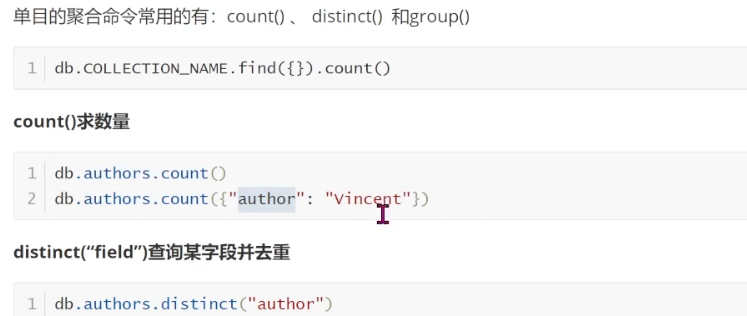 单目的聚合命令常用的有：count() 、 distinct() 和group()
1 db.COLLECTION_NAME.find({}).count()
count()求数量
1 db.authors.count()
2 db.authors.count({"author": "Vincent"})
distinct(“field”)查询某字段并去重
1 db.authors.distinct("author")